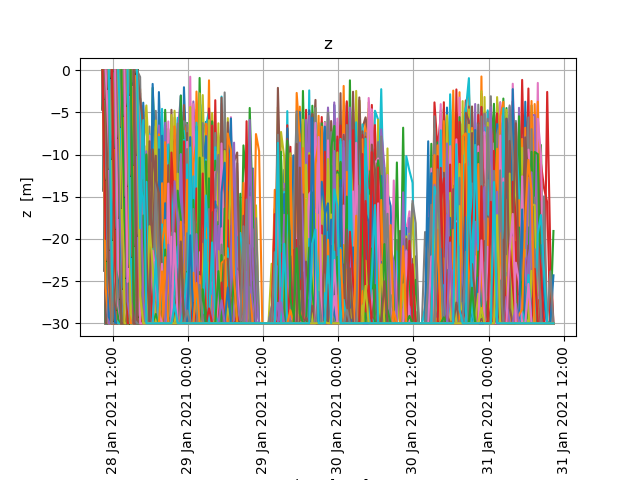 z
0
−5
−10
−15
−20
−25
−30
z [m]
28 Jan 2021 12:00
29 Jan 2021 00:00
29 Jan 2021 12:00
30 Jan 2021 00:00
30 Jan 2021 12:00
31 Jan 2021 00:00
31 Jan 2021 12:00